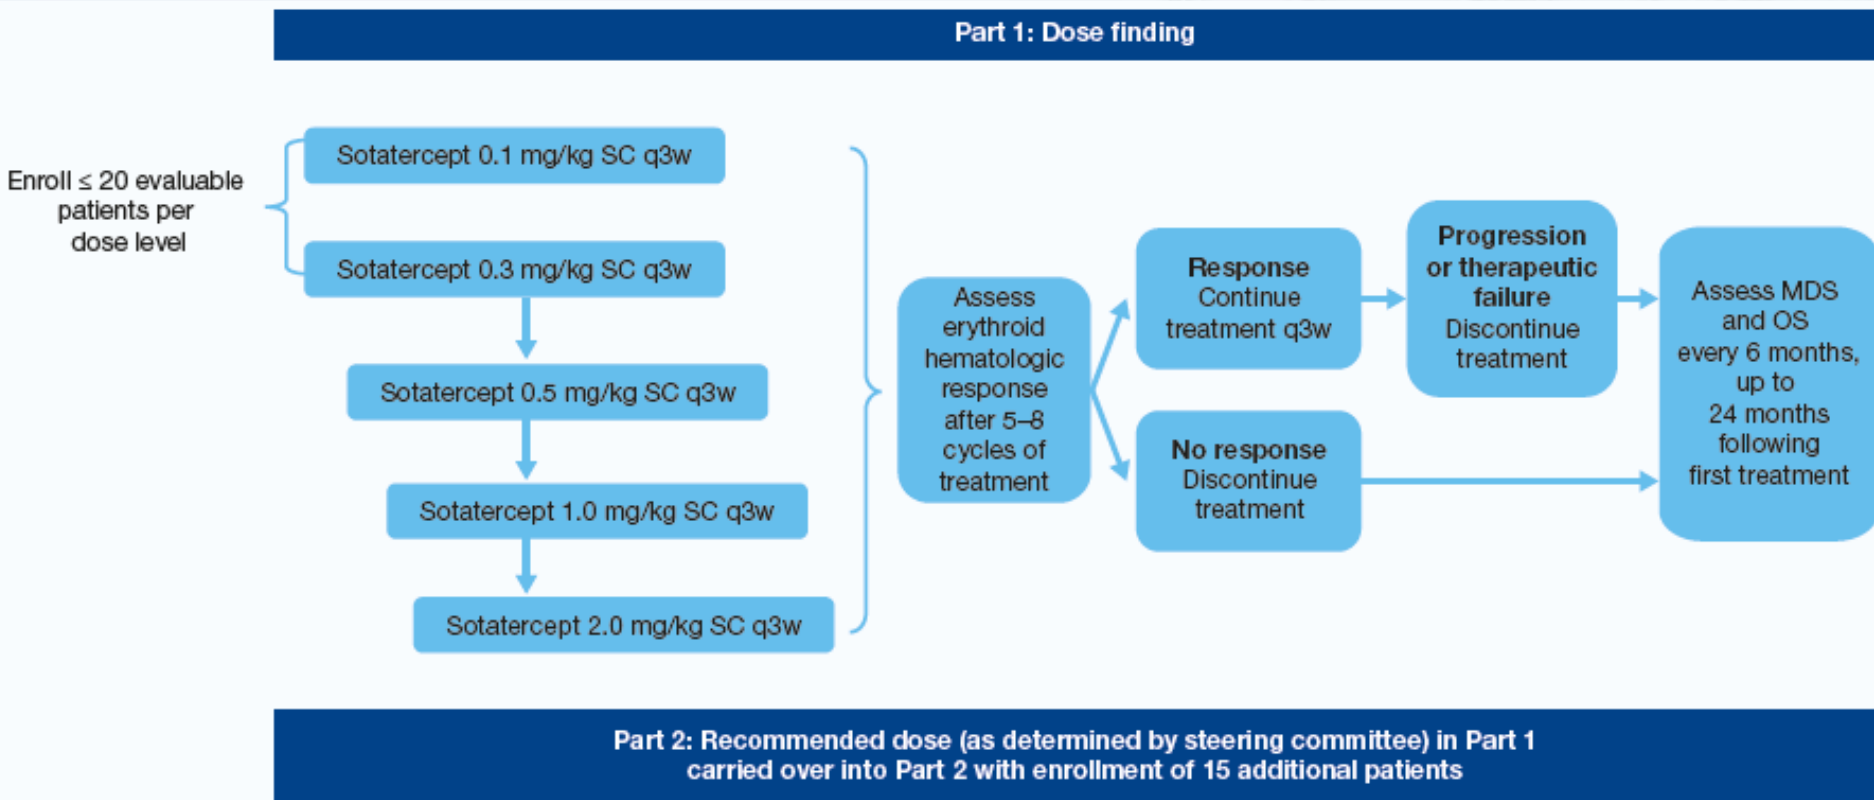 Part 1: Dose finding
Enroll ≤ 20 evaluable
patients per
dose level
Sotatercept 0.1 mg/kg SC q3w
Sotatercept 0.3 mg/kg SC q3w
Sotatercept 0.5 mg/kg SC q3w
Sotatercept 1.0 mg/kg SC q3w
Sotatercept 2.0 mg/kg SC q3w
Assess
erythroid
hematologic
response
after 5–8
cycles of
treatment
Response
Continue
treatment q3w
No response
Discontinue
treatment
Progression
or therapeutic
failure
Discontinue
treatment
Assess MDS
and OS
every 6 months,
up to
24 months
following
first treatment
Part 2: Recommended dose (as determined by steering committee) in Part 1
carried over into Part 2 with enrollment of 15 additional patients